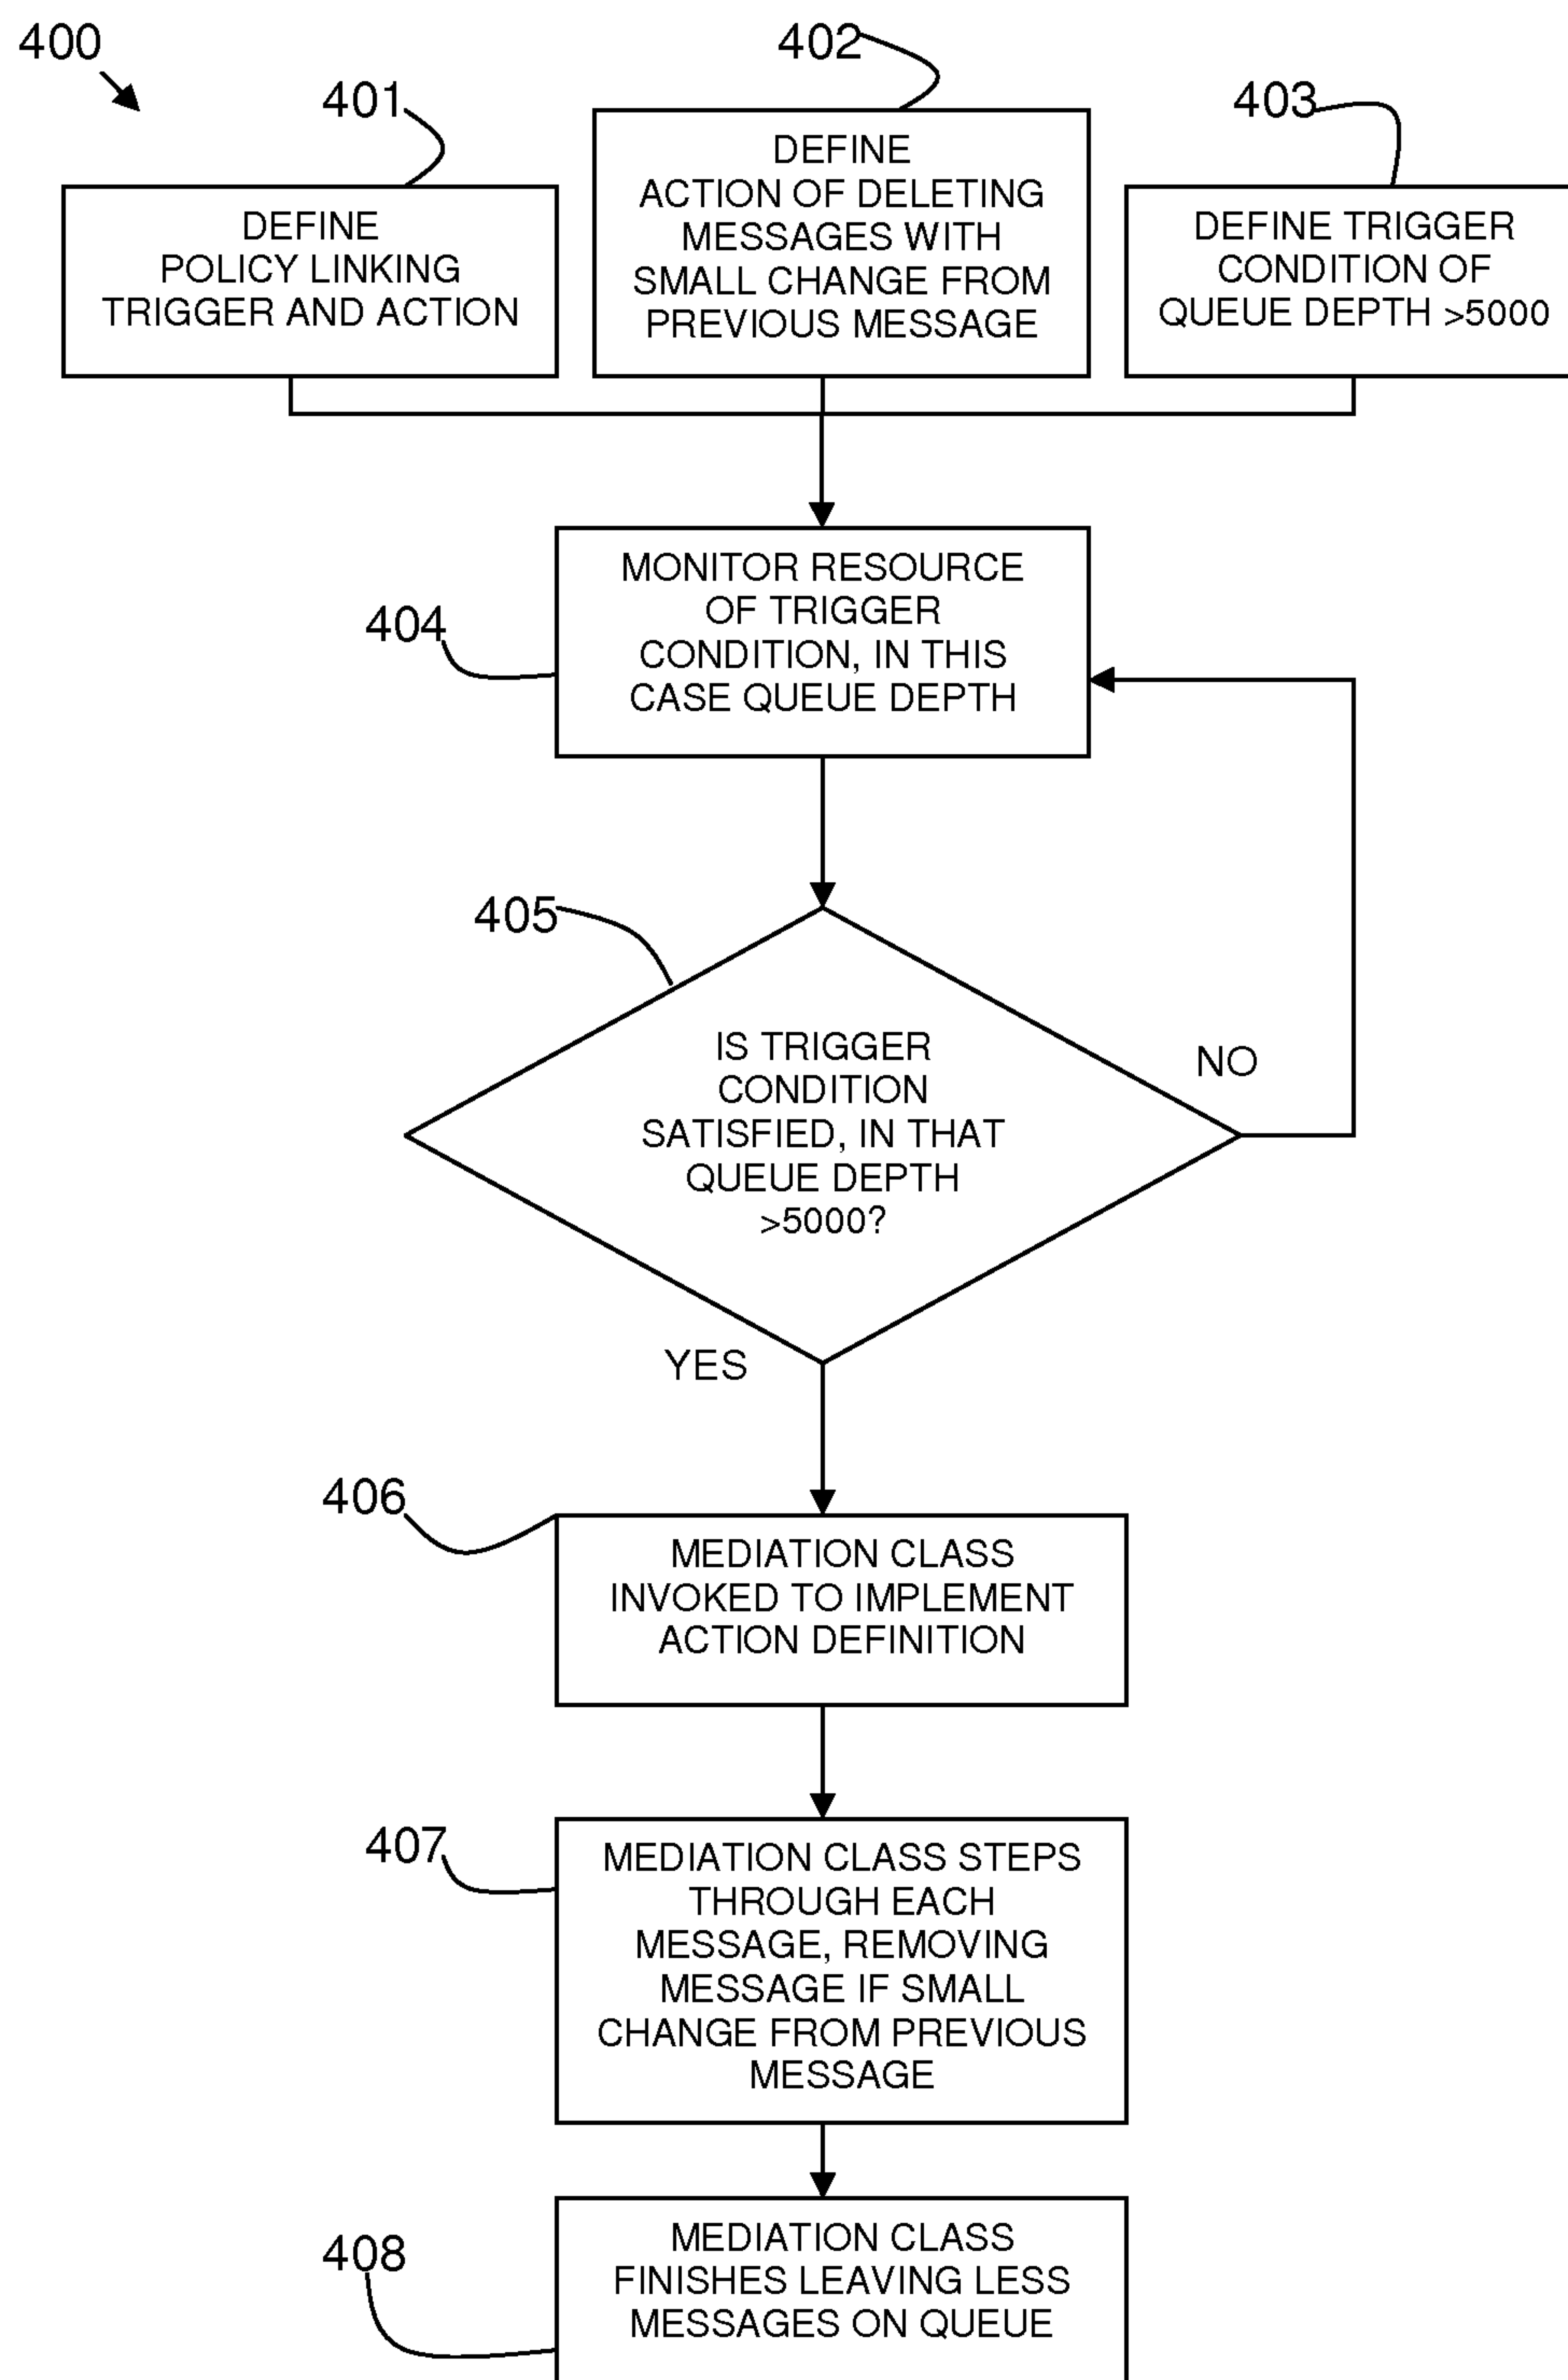 400
401
402
403
DEFINE
POLICY LINKING
TRIGGER AND ACTION
DEFINE
ACTION OF DELETING
MESSAGES WITH
SMALL CHANGE FROM
PREVIOUS MESSAGE
DEFINE TRIGGER
CONDITION OF
QUEUE DEPTH >5000
404
MONITOR RESOURCE
OF TRIGGER
CONDITION, IN THIS
CASE QUEUE DEPTH
405
IS TRIGGER
CONDITION
SATISFIED, IN THAT
QUEUE DEPTH
>5000?
NO
YES
406
MEDIATION CLASS
INVOKED TO IMPLEMENT
ACTION DEFINITION
407
MEDIATION CLASS STEPS
THROUGH EACH
MESSAGE, REMOVING
MESSAGE IF SMALL
CHANGE FROM PREVIOUS
MESSAGE
408
MEDIATION CLASS
FINISHES LEAVING LESS
MESSAGES ON QUEUE